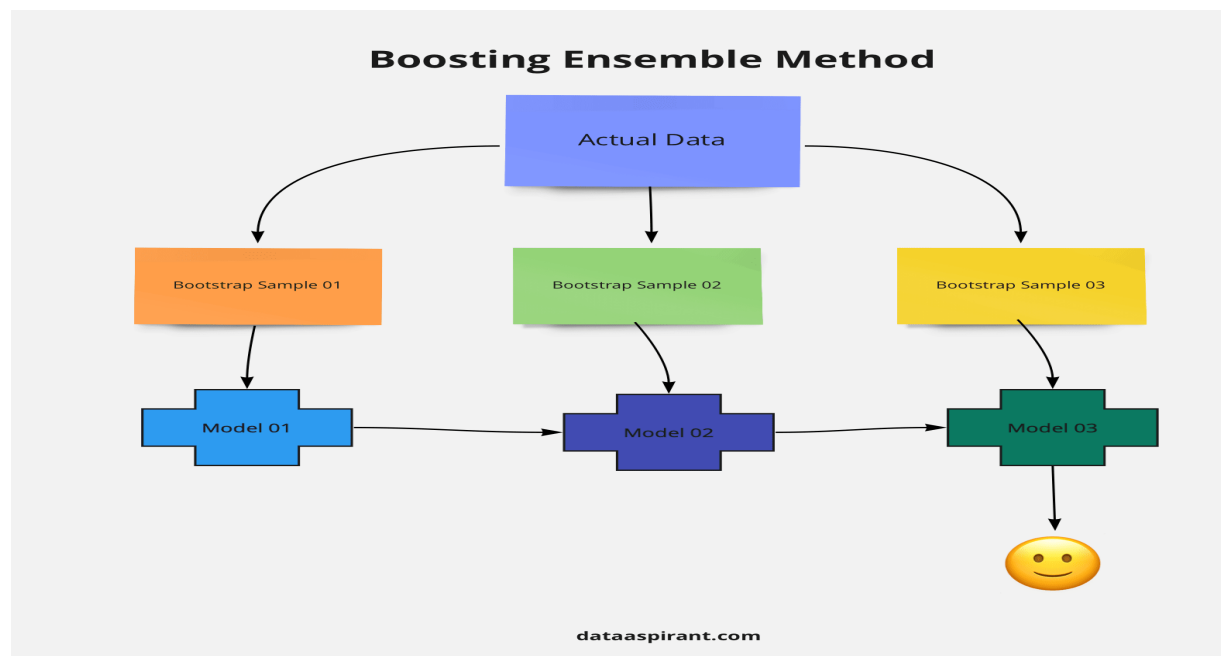 Boosting Ensemble Method
Actual Data
Bootstrap Sample 01
Bootstrap Sample 02
Bootstrap Sample 03
Model 01
Model 02
Model 03
dataaspirant.com